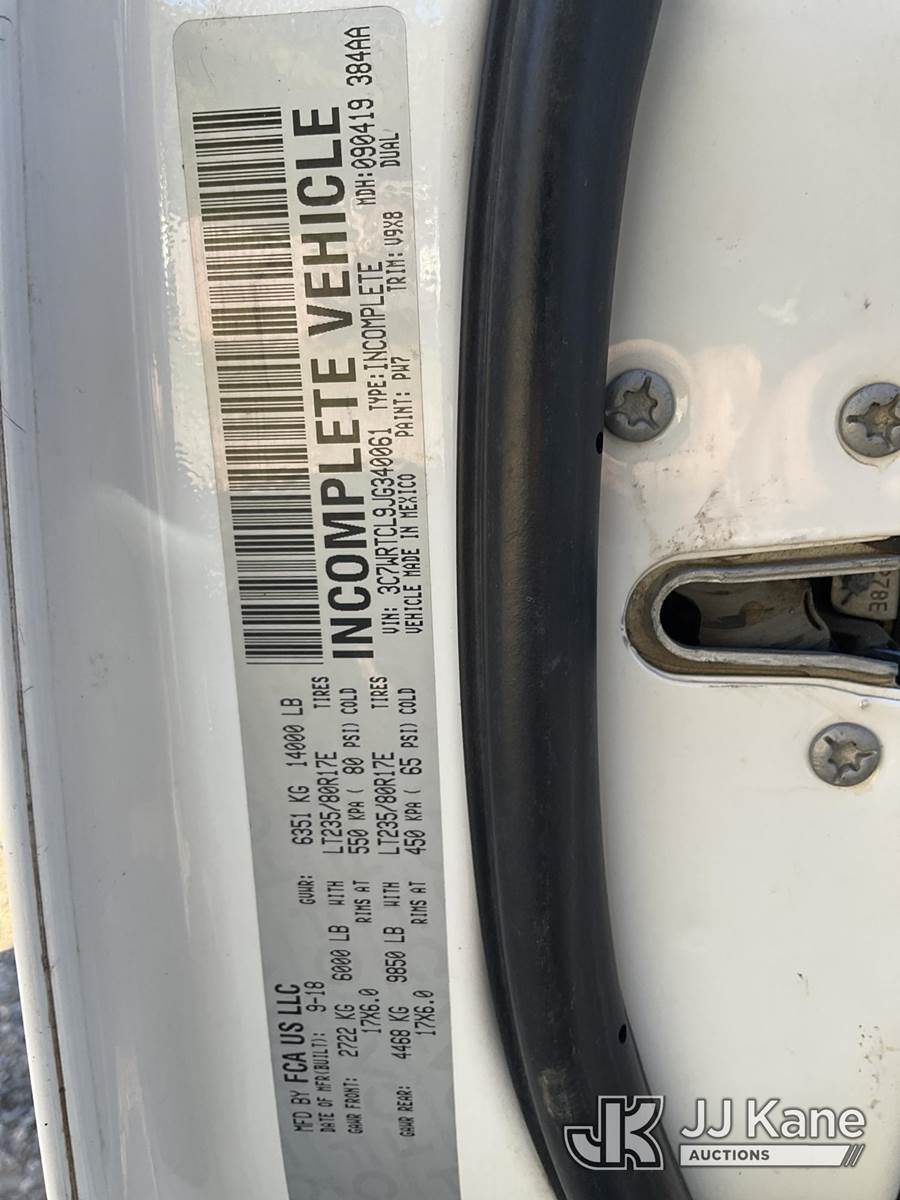 MFD BY FCA US LLC
DATE OF MFR(BUILT): 9-18 GVWR: 6351 KG 14000 LB
GAWR FRONT: 2722 KG 6000 LB WITH LT235/80R17E TIRES
17X6.0 RIMS AT 550 KPA ( 80 PSI) COLD
GAWR REAR: 4468 KG 9850 LB WITH LT235/80R17E TIRES
17X6.0 RIMS AT 450 KPA ( 65 PSI) COLD
INCOMPLETE VEHICLE
VIN: 3C7WRTCL9JG340061 TYPE:INCOMPLETE MDH:090419 384AA
VEHICLE MADE IN MEXICO PAINT: PW7 TRIM: V9X8 DUAL
JK JJ Kane
AUCTIONS